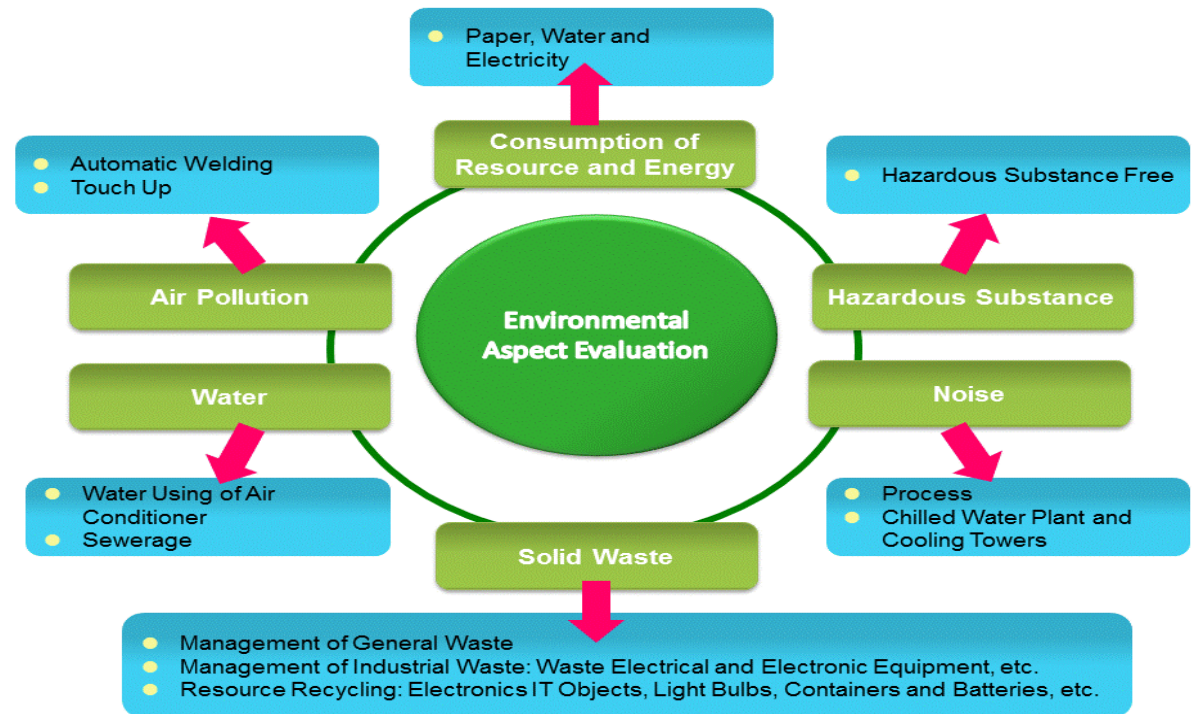 Paper, Water and
Electricity
Consumption of
Resource and Energy
Automatic Welding
Touch Up
Hazardous Substance Free
Air Pollution
Hazardous Substance
Environmental
Aspect Evaluation
Water
Noise
Water Using of Air
Conditioner
Sewerage
Process
Chilled Water Plant and
Cooling Towers
Solid Waste
Management of General Waste
Management of Industrial Waste: Waste Electrical and Electronic Equipment, etc.
Resource Recycling: Electronics IT Objects, Light Bulbs, Containers and Batteries, etc.